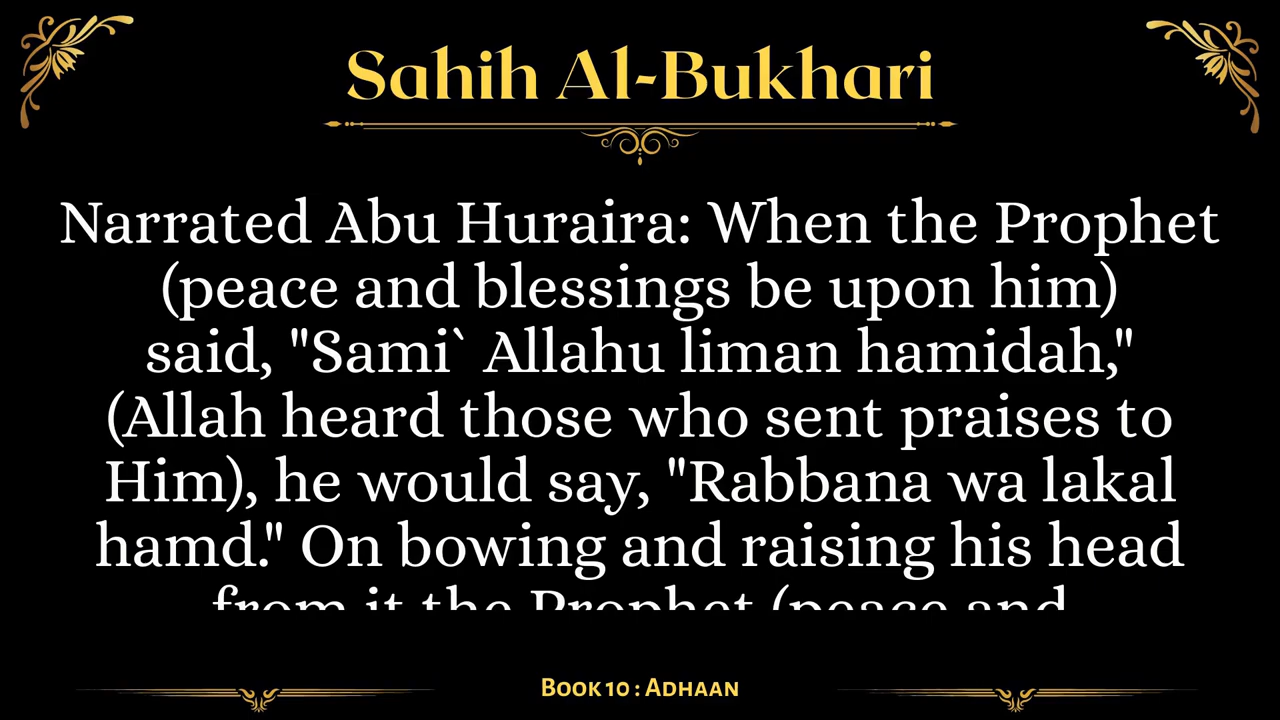 Sahih Al-Bukhari
Narrated Abu Huraira: When the Prophet
(peace and blessings be upon him)
said, "Sami` Allahu liman hamidah,"
(Allah heard those who sent praises to
Him), he would say, "Rabbana wa lakal
hamd." On bowing and raising his head
from it the Prophet (peace and
Book 10 : Adhaan